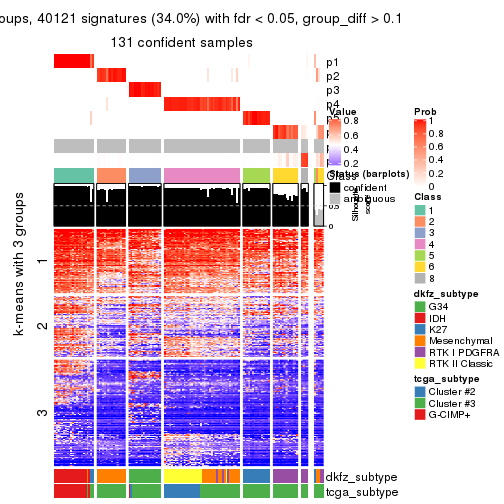 oups, 40121 signatures (34.0%) with fdr < 0.05, group_diff > 0.1
131 confident samples
p1
p2
p3
p4
Value
0.8
0.6
0.4
0.2
Status (barplots)
confident
ambiguous
Class
0.5
0
Silhouette
score
Prob
1
0.8
0.6
0.4
0.2
0
Class
1
2
3
4
5
6
8
dkfz_subtype
G34
IDH
K27
Mesenchymal
RTK I PDGFRA
RTK II Classic
tcga_subtype
Cluster #2
Cluster #3
G-CIMP+
k-means with 3 groups
1
2
3
dkfz_subtype
tcga_subtype